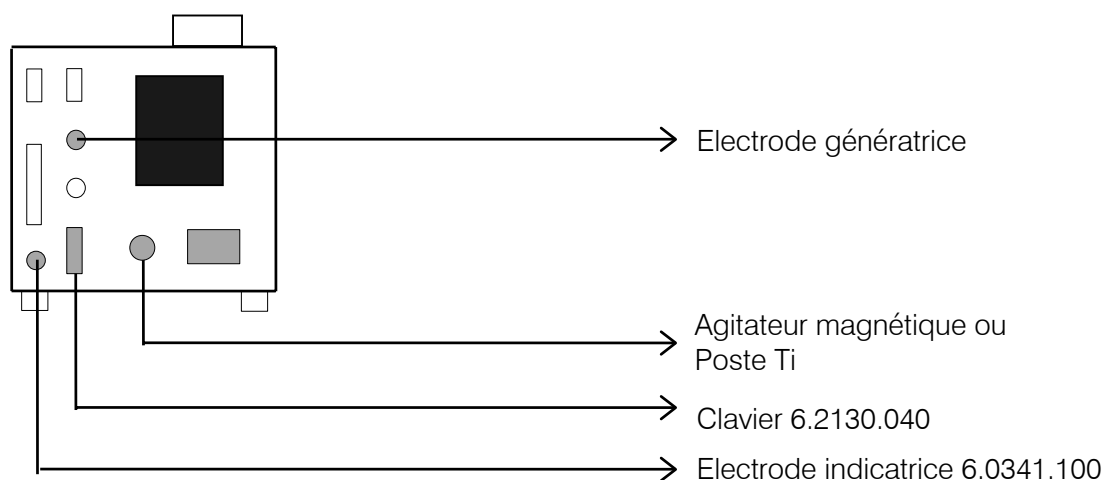 Electrode génératrice
Agitateur magnétique ou
Poste Ti
Clavier 6.2130.040
Electrode indicatrice 6.0341.100